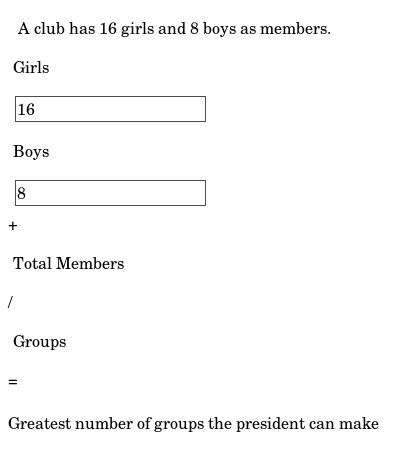 A club has 16 girls and 8 boys as members.
Girls
16
Boys
8
+
Total Members
/
Groups
=
Greatest number of groups the president can make